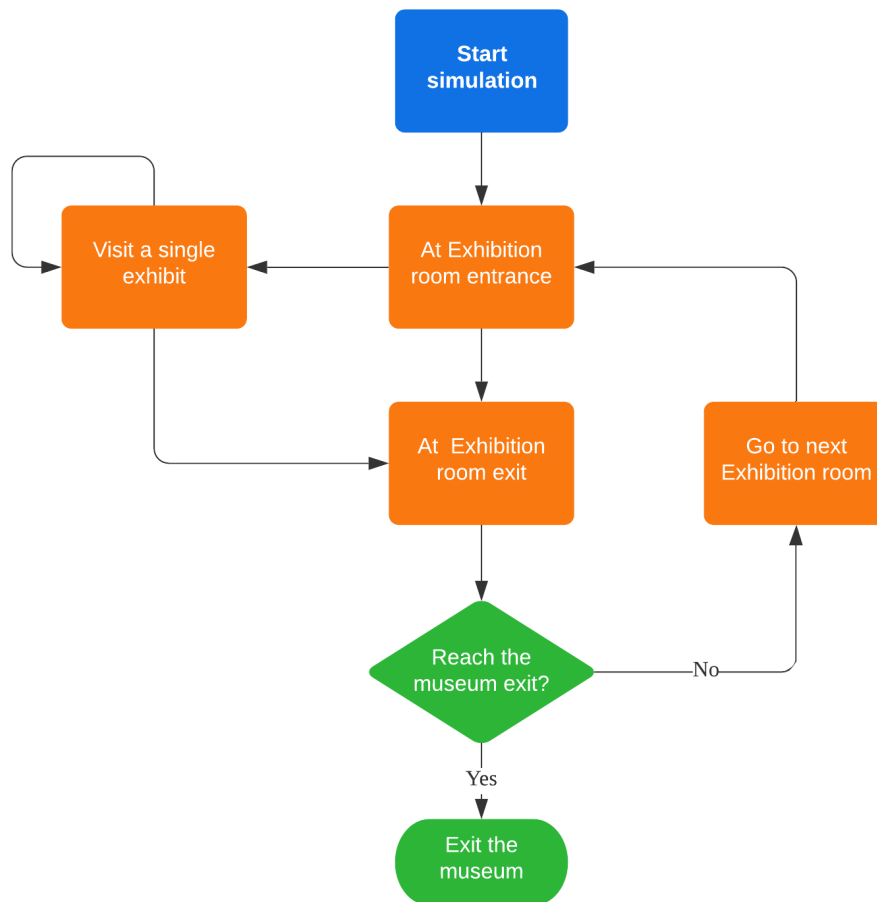 Start
simulation
Visit a single
exhibit
At Exhibition
room entrance
At Exhibition
room exit
Go to next
Exhibition room
Reach the
museum exit?
No
Yes
Exit the
museum